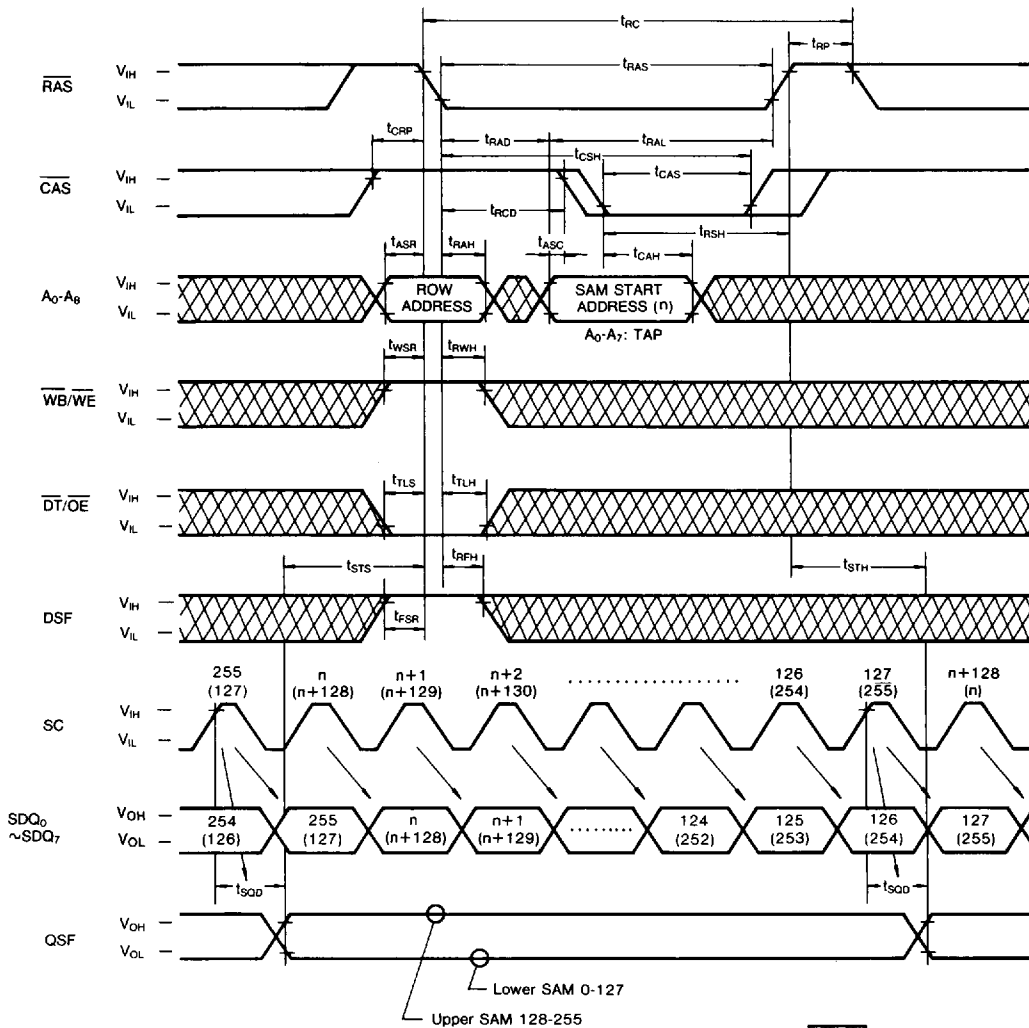 tRC
tRP
RAS VIH
VIL
tRAS
tCRP tRAD tRAL
tCSH
CAS VIH
VIL
tCAS
tRCD
tRSH
tASR tRAH tASC tCAH
A0-A8 VIH
VIL
ROW ADDRESS
SAM START ADDRESS (n)
A0-A7: TAP
tWSR tRWH
WB/WE VIH
VIL
tTLS tTLH
DT/OE VIH
VIL
tSTS tRFH tSTH
DSF VIH
VIL
tFSR
255 n n+1 n+2 ........................ 126 127 n+128
(127) (n+128) (n+129) (n+130) (254) (255) (n)
SC VIH
VIL
SDQ0 ~SDQ7 VOH
VOL
254 255 n n+1 ......... 124 125 126 127
(126) (127) (n+128) (n+129) (252) (253) (254) (255)
tSQD tSQD
QSF VOH
VOL
Lower SAM 0-127
Upper SAM 128-255